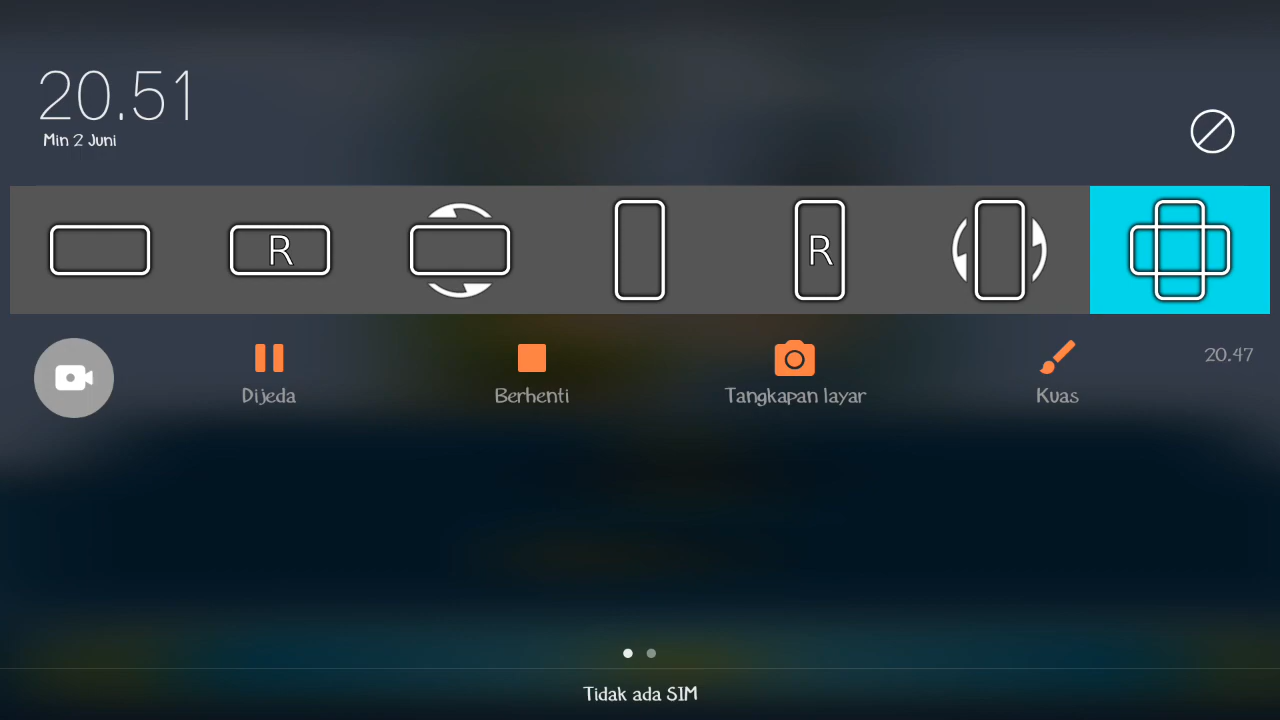 20.51
Min 2 Juni
R
R
20.47
Dijeda
Berhenti
Tangkapan layar
Kuas
Tidak ada SIM